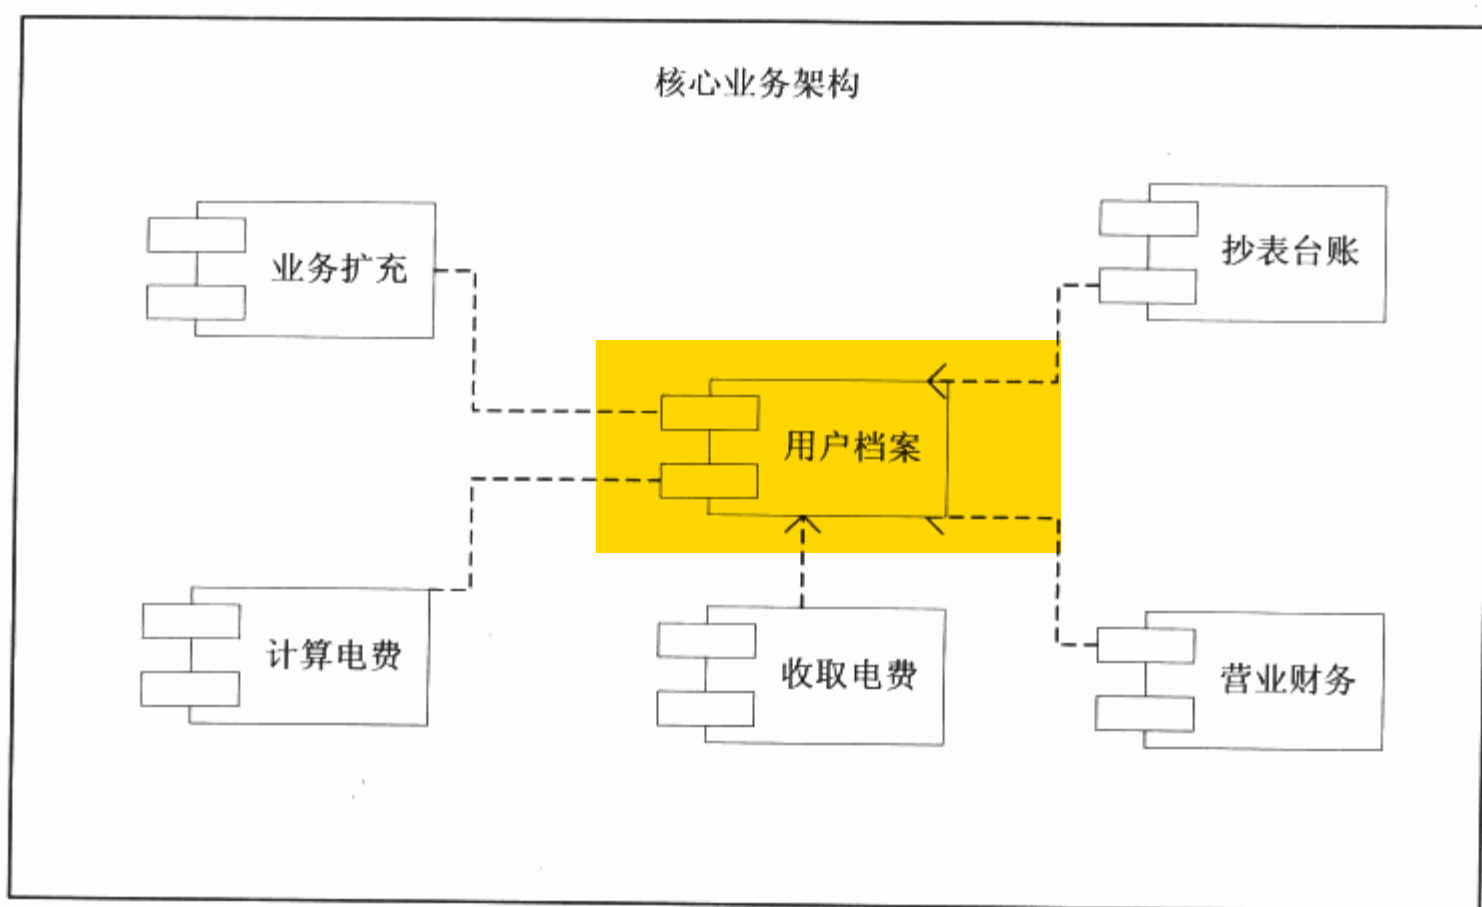 核心业务架构
业务扩充
抄表台账
用户档案
计算电费
收取电费
营业财务